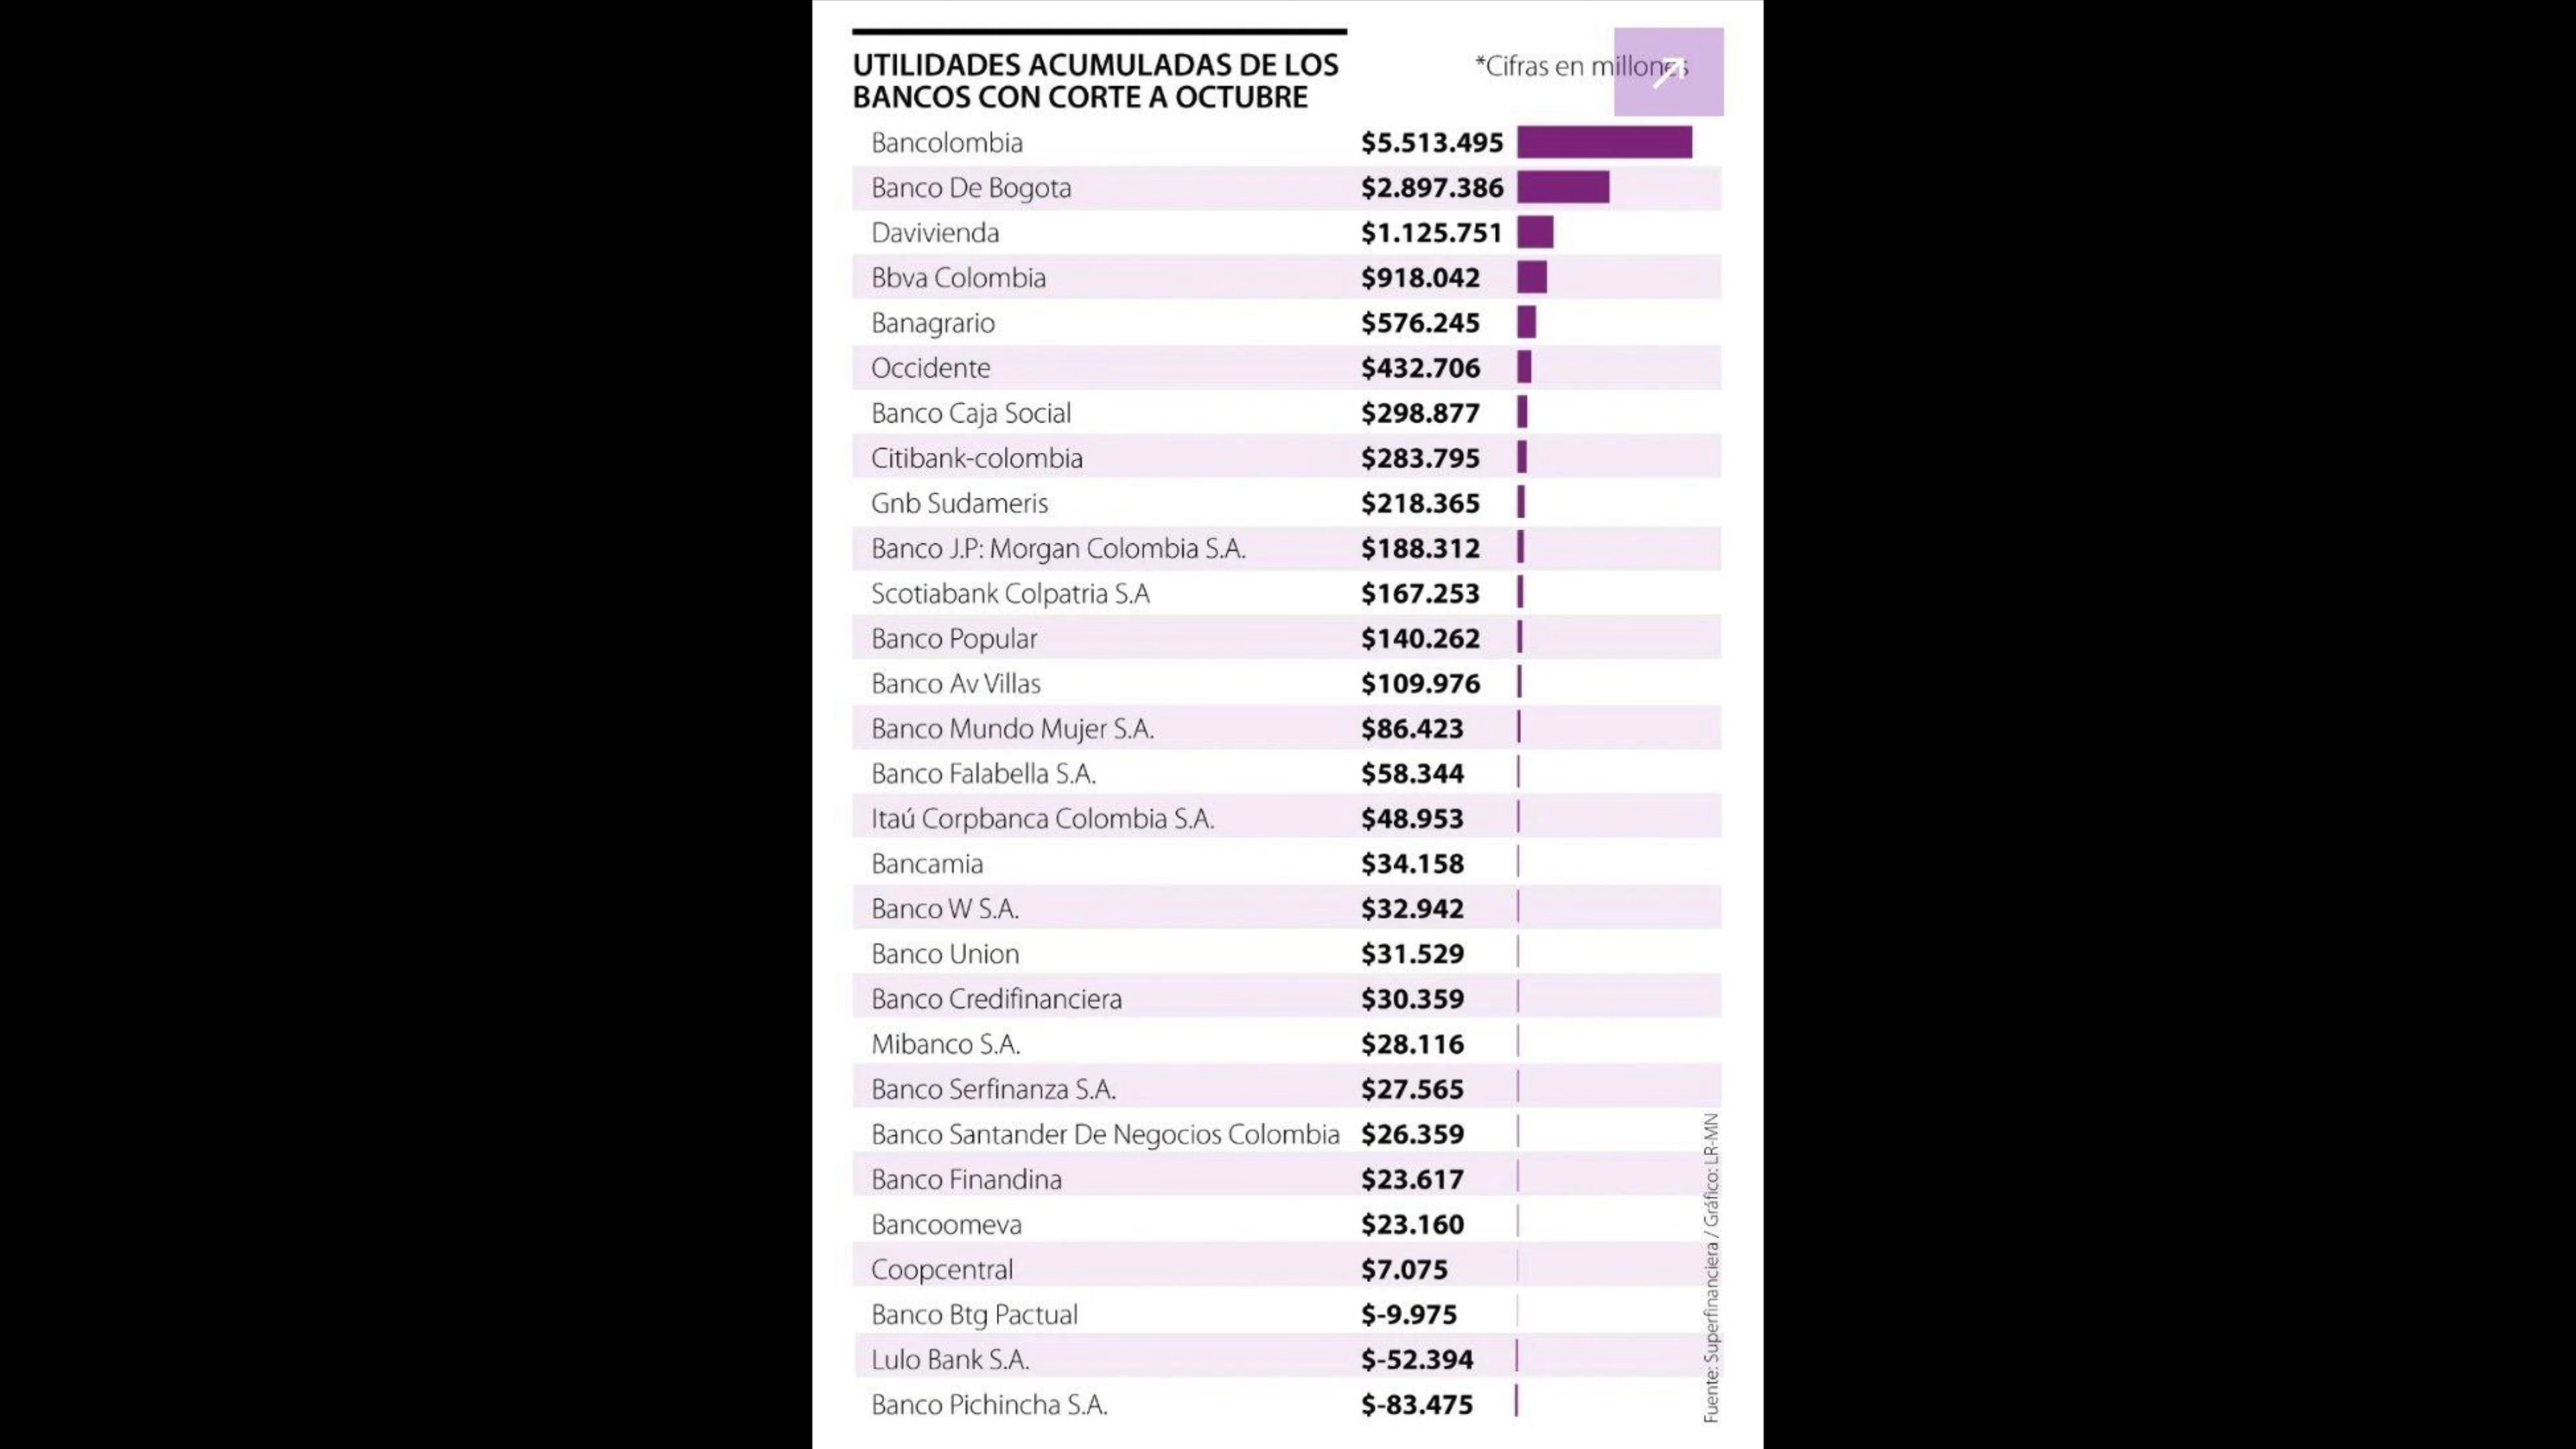 UTILIDADES ACUMULADAS DE LOS
BANCOS CON CORTE A OCTUBRE
*Cifras en millones
Bancolombia $5.513.495
Banco De Bogota $2.897.386
Davivienda $1.125.751
Bbva Colombia $918.042
Banagrario $576.245
Occidente $432.706
Banco Caja Social $298.877
Citibank-colombia $283.795
Gnb Sudameris $218.365
Banco J.P: Morgan Colombia S.A. $188.312
Scotiabank Colpatria S.A $167.253
Banco Popular $140.262
Banco Av Villas $109.976
Banco Mundo Mujer S.A. $86.423
Banco Falabella S.A. $58.344
Itaú Corpbanca Colombia S.A. $48.953
Bancamia $34.158
Banco W S.A. $32.942
Banco Union $31.529
Banco Credifinanciera $30.359
Mibanco S.A. $28.116
Banco Serfinanza S.A. $27.565
Banco Santander De Negocios Colombia $26.359
Banco Finandina $23.617
Bancoomeva $23.160
Coopcentral $7.075
Banco Btg Pactual $-9.975
Lulo Bank S.A. $-52.394
Banco Pichincha S.A. $-83.475
Fuente: Superfinanciera / Gráfico: LR-MN